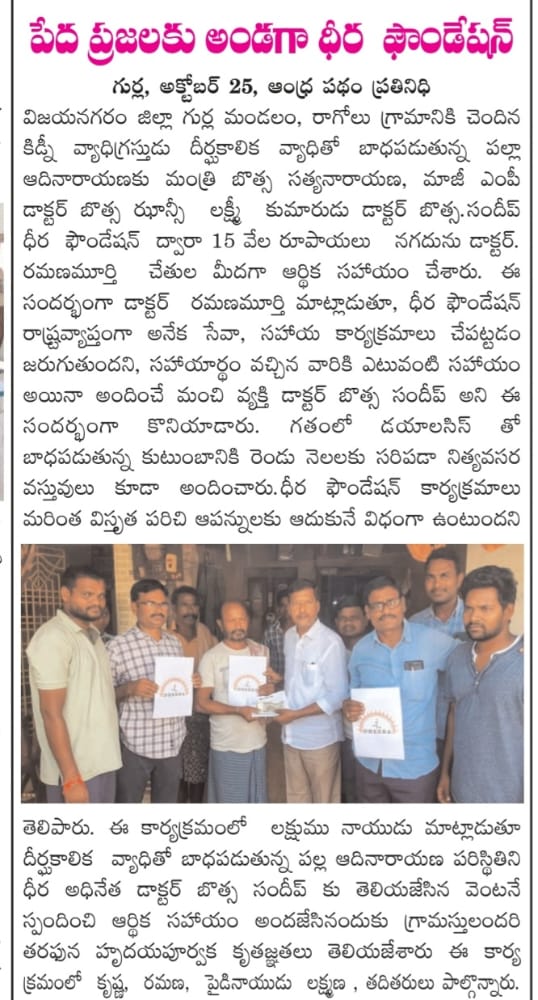 పేద ప్రజలకు అండగా ధీర ఫౌండేషన్
గుర్ల, అక్టోబర్ 25, ఆంధ్ర పథం ప్రతినిధి
విజయనగరం జిల్లా గుర్ల మండలం, రాగోలు గ్రామానికి చెందిన
కిడ్నీ వ్యాధిగ్రస్తుడు దీర్ఘకాలిక వ్యాధితో బాధపడుతున్న పల్లా
ఆదినారాయణకు మంత్రి బొత్స సత్యనారాయణ, మాజీ ఎంపీ
డాక్టర్ బొత్స ఝాన్సీ లక్ష్మీ కుమారుడు డాక్టర్ బొత్స.సందీప్
ధీర ఫౌండేషన్ ద్వారా 15 వేల రూపాయలు నగదును డాక్టర్.
రమణమూర్తి చేతుల మీదగా ఆర్థిక సహాయం చేశారు. ఈ
సందర్భంగా డాక్టర్ రమణమూర్తి మాట్లాడుతూ, ధీర ఫౌండేషన్
రాష్ట్రవ్యాప్తంగా అనేక సేవా, సహాయ కార్యక్రమాలు చేపట్టడం
జరుగుతుందని, సహాయార్థం వచ్చిన వారికి ఎటువంటి సహాయం
అయినా అందించే మంచి వ్యక్తి డాక్టర్ బొత్స సందీప్ అని ఈ
సందర్భంగా కొనియాడారు. గతంలో డయాలసిస్ తో
బాధపడుతున్న కుటుంబానికి రెండు నెలలకు సరిపడా నిత్యవసర
వస్తువులు కూడా అందించారు.ధీర ఫౌండేషన్ కార్యక్రమాలు
మరింత విస్తృత పరిచి ఆపన్నులకు ఆదుకునే విధంగా ఉంటుందని
DHEERA
DHEERA
తెలిపారు. ఈ కార్యక్రమంలో లక్షుము నాయుడు మాట్లాడుతూ
దీర్ఘకాలిక వ్యాధితో బాధపడుతున్న పల్ల ఆదినారాయణ పరిస్థితిని
ధీర అధినేత డాక్టర్ బొత్స సందీప్ కు తెలియజేసిన వెంటనే
స్పందించి ఆర్థిక సహాయం అందజేసినందుకు గ్రామస్తులందరి
తరఫున హృదయపూర్వక కృతజ్ఞతలు తెలియజేశారు ఈ కార్య
క్రమంలో కృష్ణ, రమణ, పైడినాయుడు లక్ష్మణ , తదితరులు పాల్గొన్నారు.